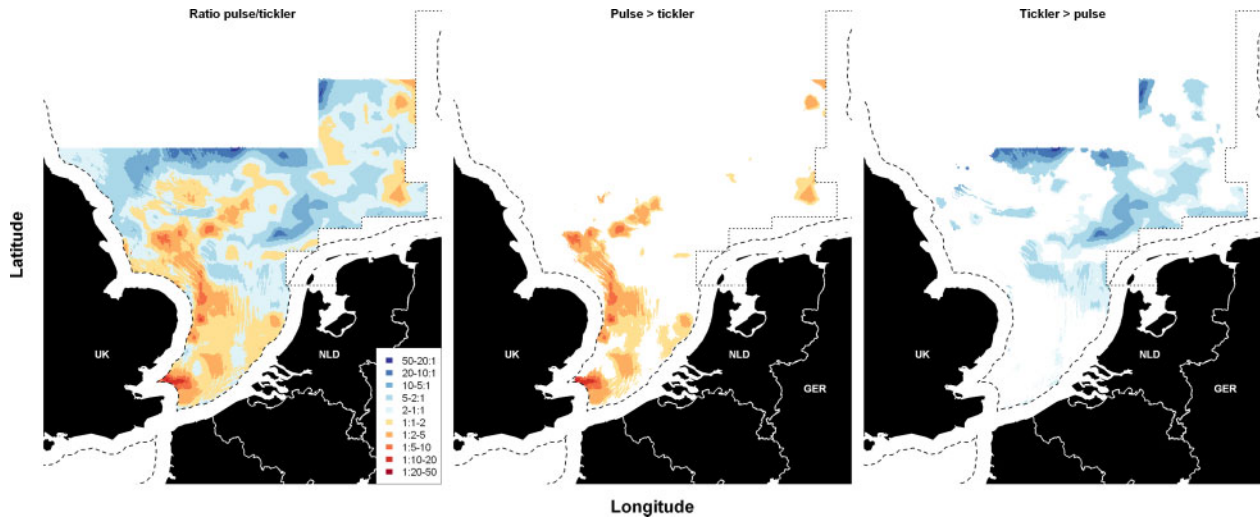 Ratio pulse/tickler
Pulse > tickler
Tickler > pulse
Latitude
UK
NLD
50-20:1
20-10:1
10-5:1
5-2:1
2-1:1
1:1-2
1:2-5
1:5-10
1:10-20
1:20-50
UK
NLD
GER
UK
NLD
GER
Longitude